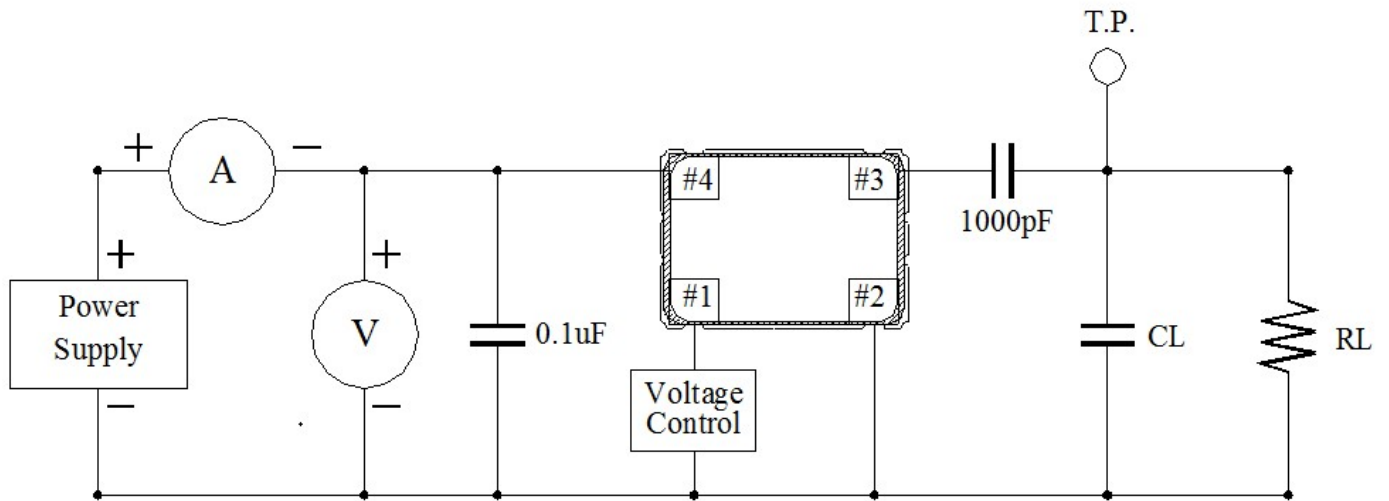 T.P.
+ A −
#4
#3
1000pF
+
+
Power
Supply
V
0.1uF
#1
#2
CL
RL
Voltage
Control
−
−